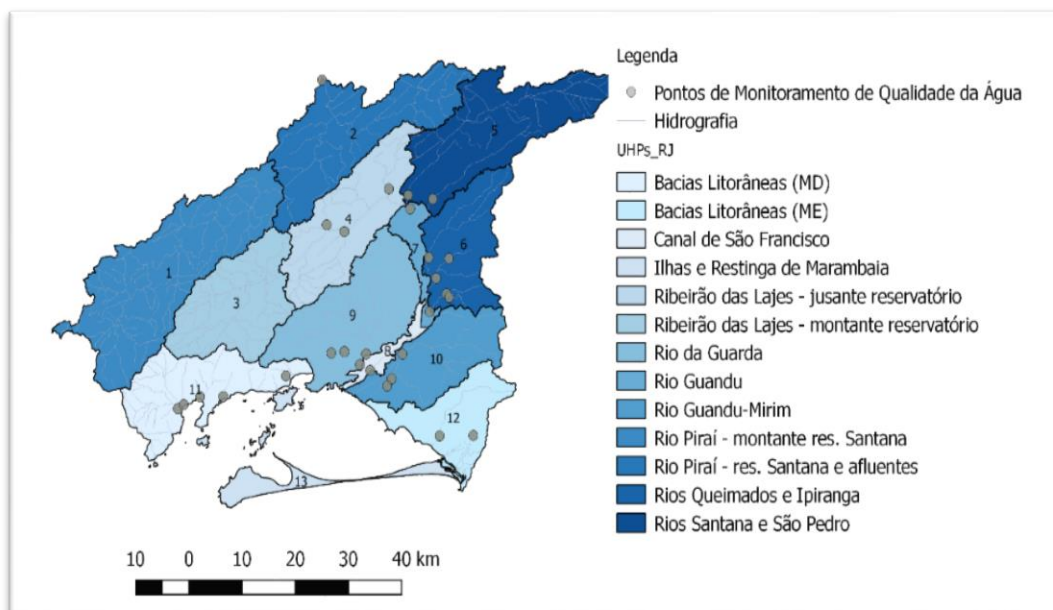 Legenda
Pontos de Monitoramento de Qualidade da Água
Hidrografia
UHPs_RJ
Bacias Litorâneas (MD)
Bacias Litorâneas (ME)
Canal de São Francisco
Ilhas e Restinga de Marambaia
Ribeirão das Lajes - jusante reservatório
Ribeirão das Lajes - montante reservatório
Rio da Guarda
Rio Guandu
Rio Guandu-Mirim
Rio Piraí - montante res. Santana
Rio Piraí - res. Santana e afluentes
Rios Queimados e Ipiranga
Rios Santana e São Pedro
2
5
4
7
6
1
3
9
8
10
11
12
13
10 0 10 20 30 40 km